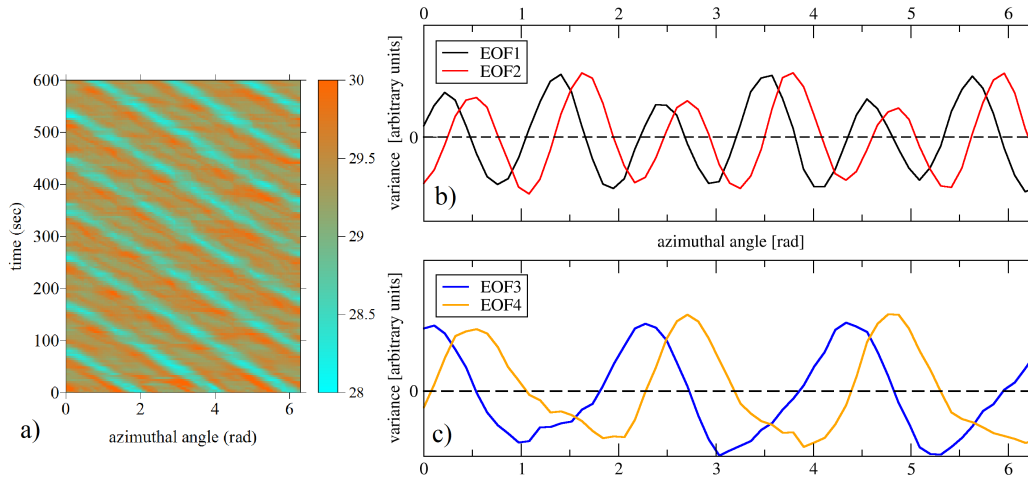 600
500
400
300
200
100
0
time (sec)
0 2 4 6
azimuthal angle (rad)
a)
30
29.5
29
28.5
28
0 1 2 3 4 5 6
EOF1
EOF2
variance [arbitrary units]
0
b)
azimuthal angle [rad]
EOF3
EOF4
variance [arbitrary units]
0
c)
0 1 2 3 4 5 6